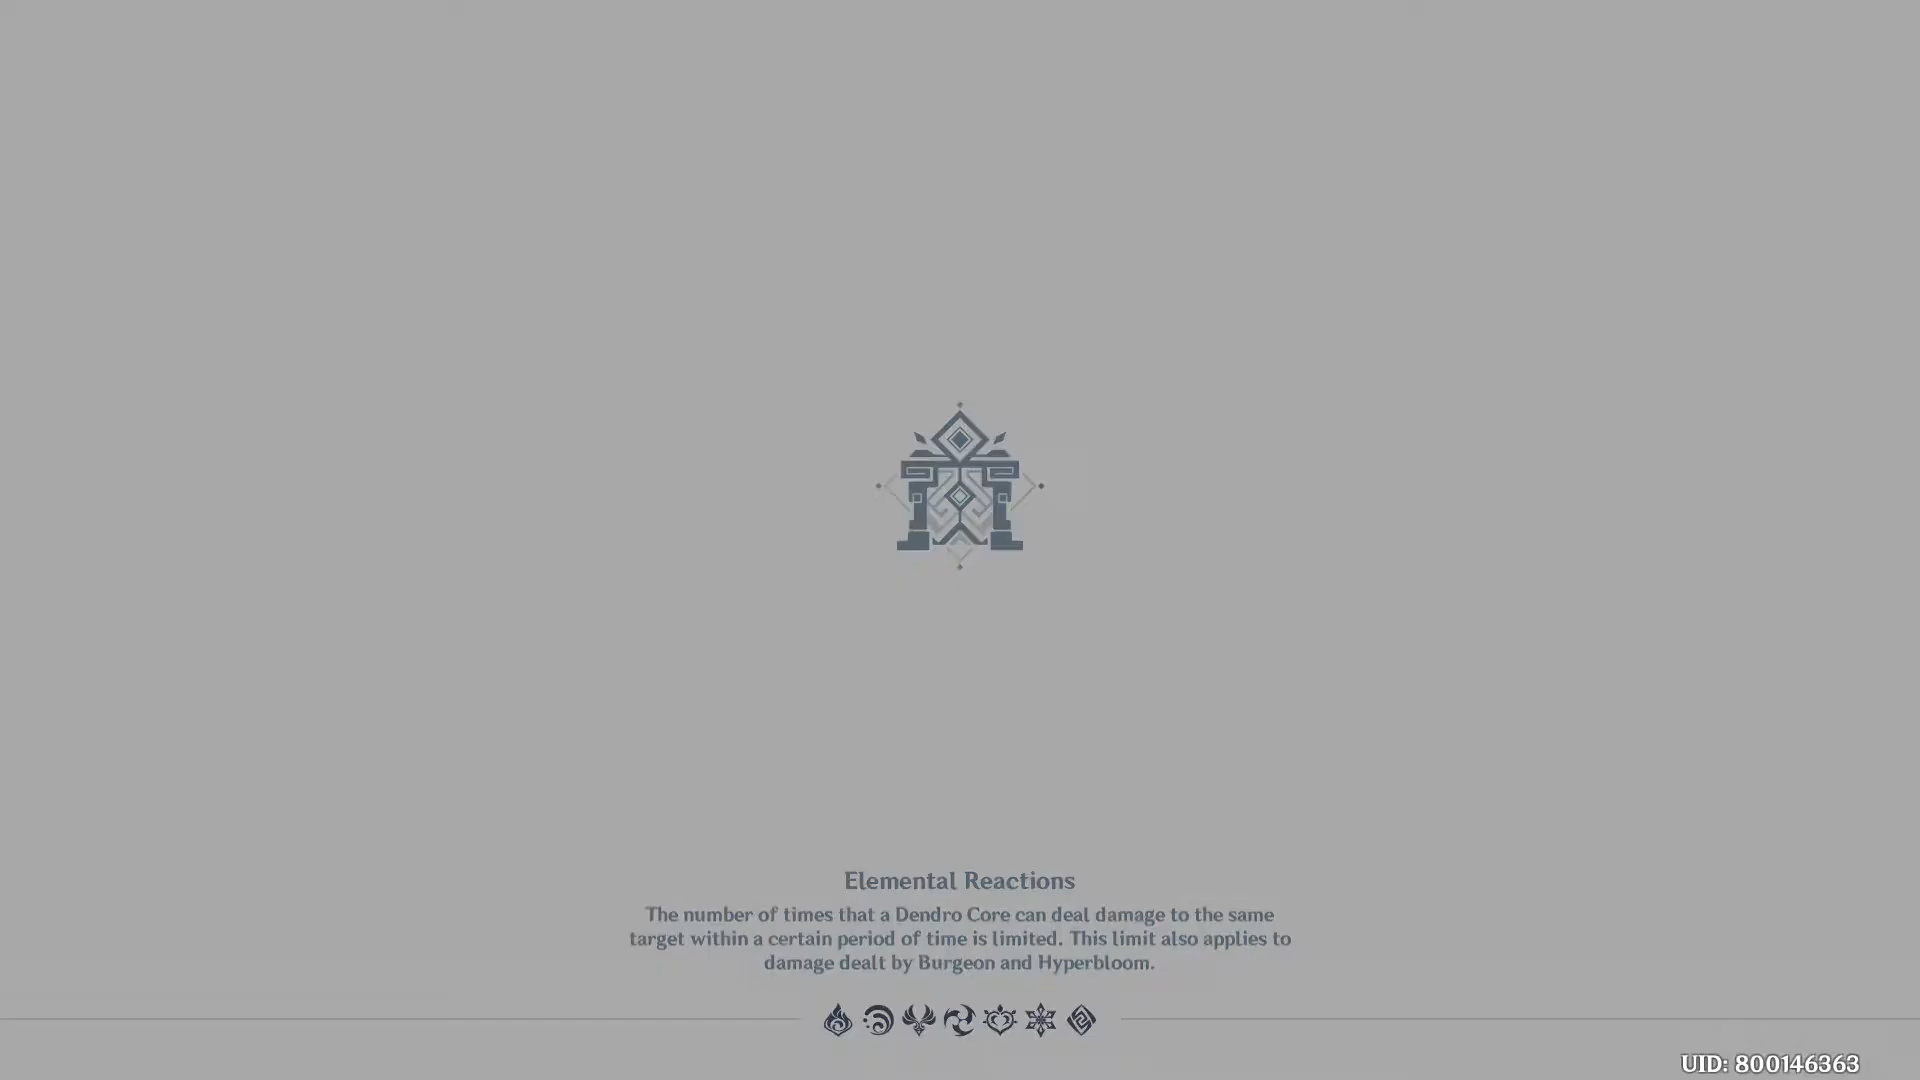 Elemental Reactions
The number of times that a Dendro Core can deal damage to the same
target within a certain period of time is limited. This limit also applies to
damage dealt by Burgeon and Hyperbloom.
UID: 800146363